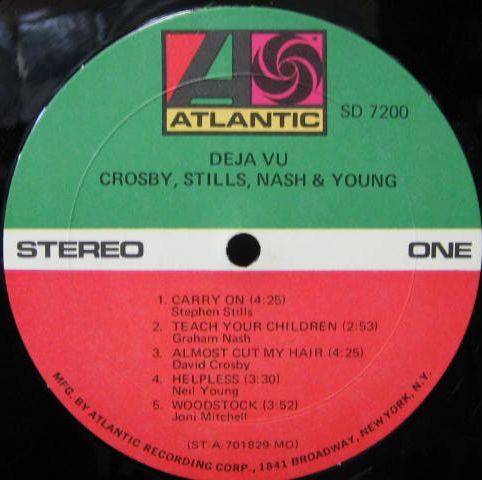 ATLANTIC
SD 7200
DEJA VU
CROSBY, STILLS, NASH & YOUNG
STEREO
ONE
1. CARRY ON (4:25)
Stephen Stills
2. TEACH YOUR CHILDREN (2:53)
Graham Nash
3. ALMOST CUT MY HAIR (4:25)
David Crosby
4. HELPLESS (3:30)
Neil Young
5. WOODSTOCK (3:52)
Joni Mitchell
(ST-A-701829-MO)
MFG. BY ATLANTIC RECORDING CORP., 1841 BROADWAY, NEW YORK, N.Y.